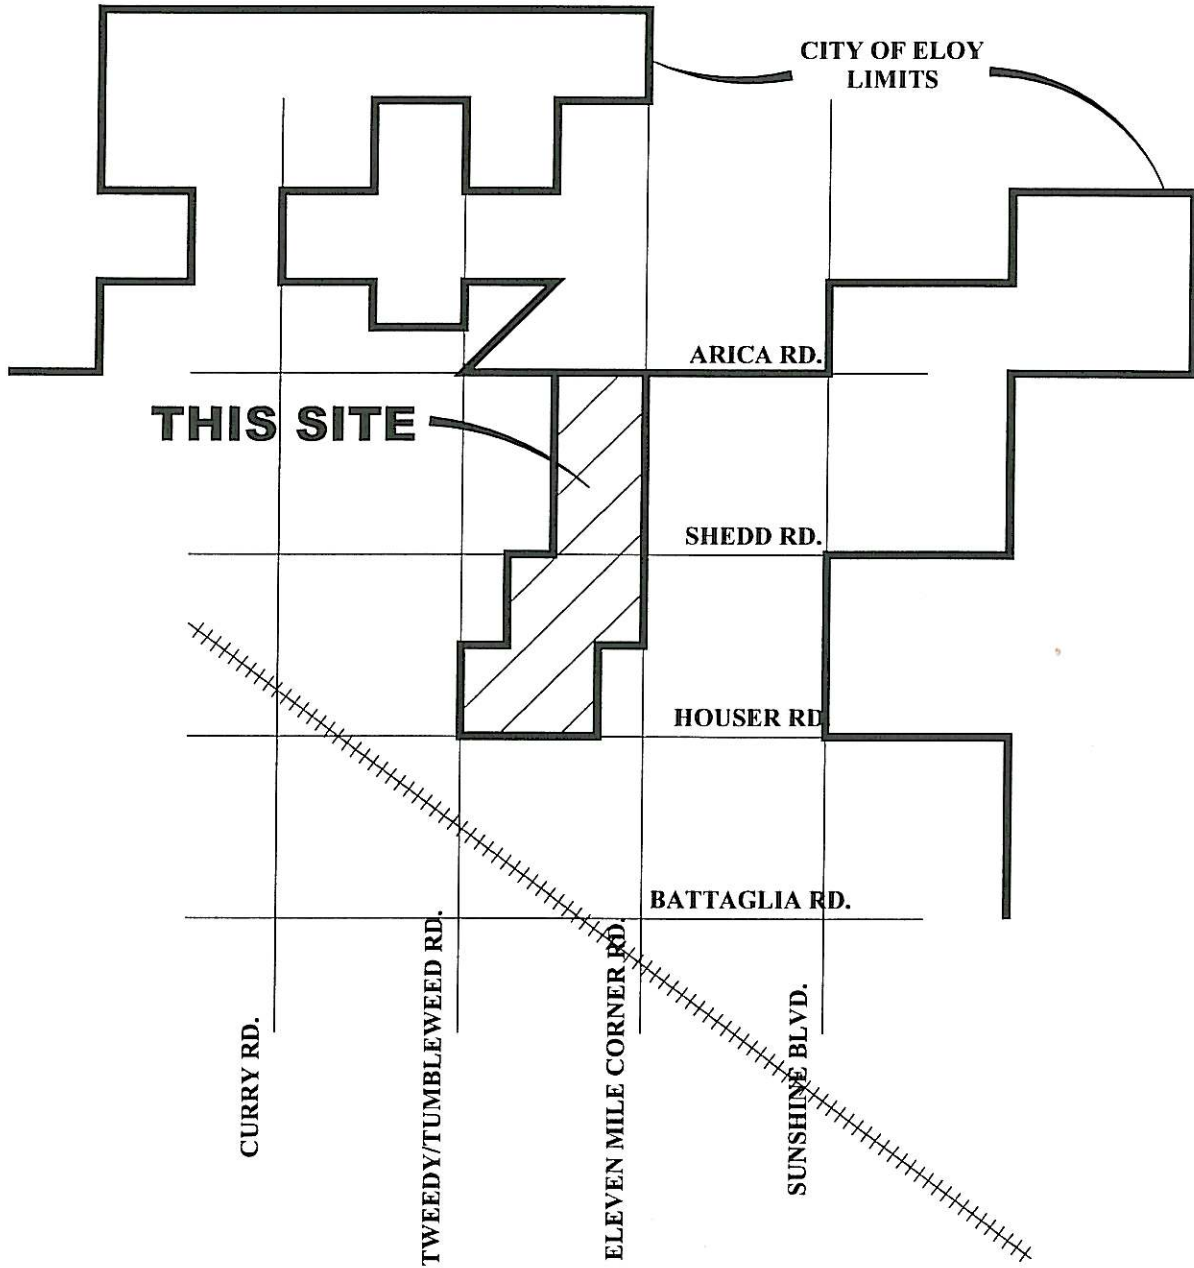 CITY OF ELOY
LIMITS
ARICA RD.
THIS SITE
SHEDD RD.
HOUSER RD
BATTAGLIA RD.
CURRY RD.
TWEEDY/TUMBLEWEED RD.
ELEVEN MILE CORNER RD.
SUNSHINE BLVD.